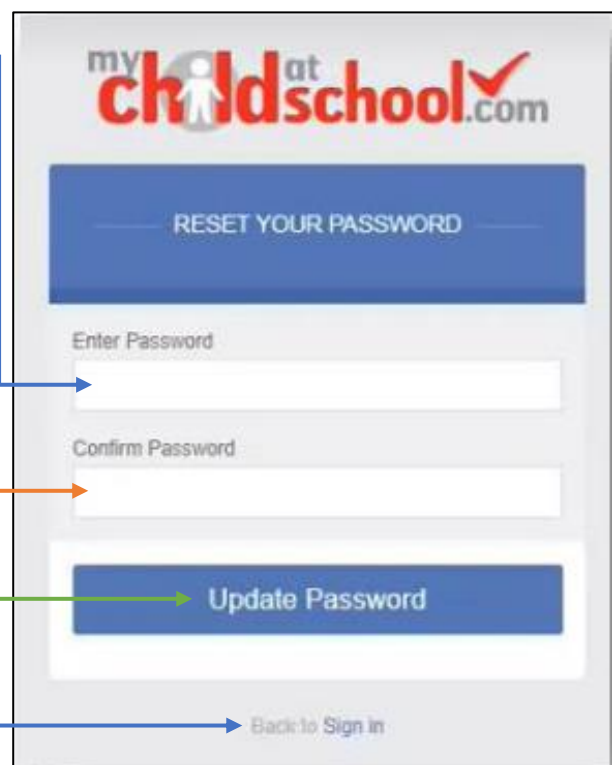 my child at school.com
RESET YOUR PASSWORD
Enter Password
Confirm Password
Update Password
Back to Sign in